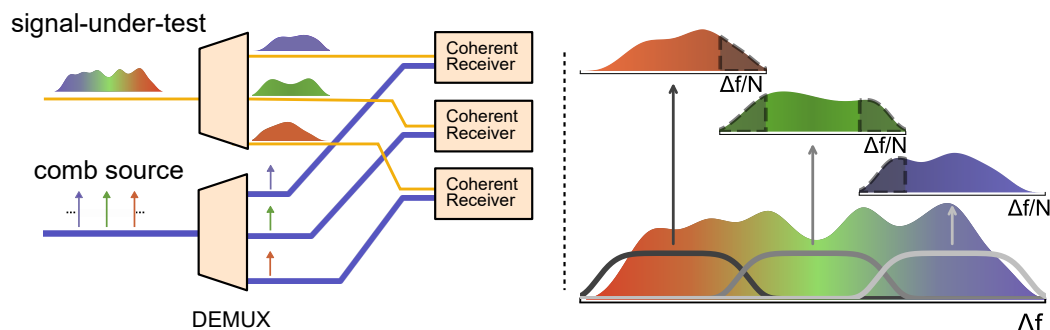 signal-under-test
comb source
...
...
DEMUX
Coherent
Receiver
Coherent
Receiver
Coherent
Receiver
Δf/N
Δf/N
Δf/N
Δf